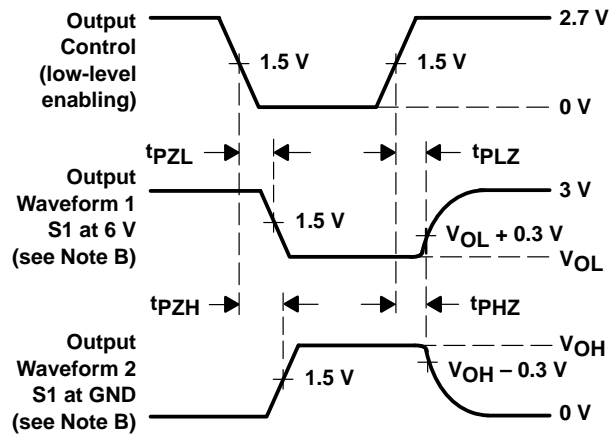 Output
Control
(low-level
enabling)
1.5 V
1.5 V
2.7 V
0 V
tPZL
tPLZ
Output
Waveform 1
S1 at 6 V
(see Note B)
1.5 V
3 V
VOL + 0.3 V
VOL
tPZH
tPHZ
Output
Waveform 2
S1 at GND
(see Note B)
1.5 V
VOH
VOH – 0.3 V
0 V